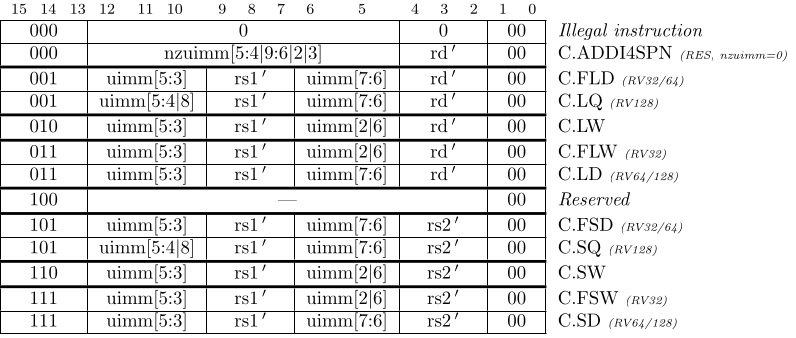 15 14 13 12 11 10 9 8 7 6 5 4 3 2 1 0
000 0 0 00 Illegal instruction
000 nzuimm[5:4|9:6|2|3] rd′ 00 C.ADDI4SPN (RES, nzuimm=0)
001 uimm[5:3] rs1′ uimm[7:6] rd′ 00 C.FLD (RV32/64)
001 uimm[5:4|8] rs1′ uimm[7:6] rd′ 00 C.LQ (RV128)
010 uimm[5:3] rs1′ uimm[2|6] rd′ 00 C.LW
011 uimm[5:3] rs1′ uimm[2|6] rd′ 00 C.FLW (RV32)
011 uimm[5:3] rs1′ uimm[7:6] rd′ 00 C.LD (RV64/128)
100 — 00 Reserved
101 uimm[5:3] rs1′ uimm[7:6] rs2′ 00 C.FSD (RV32/64)
101 uimm[5:4|8] rs1′ uimm[7:6] rs2′ 00 C.SQ (RV128)
110 uimm[5:3] rs1′ uimm[2|6] rs2′ 00 C.SW
111 uimm[5:3] rs1′ uimm[2|6] rs2′ 00 C.FSW (RV32)
111 uimm[5:3] rs1′ uimm[7:6] rs2′ 00 C.SD (RV64/128)